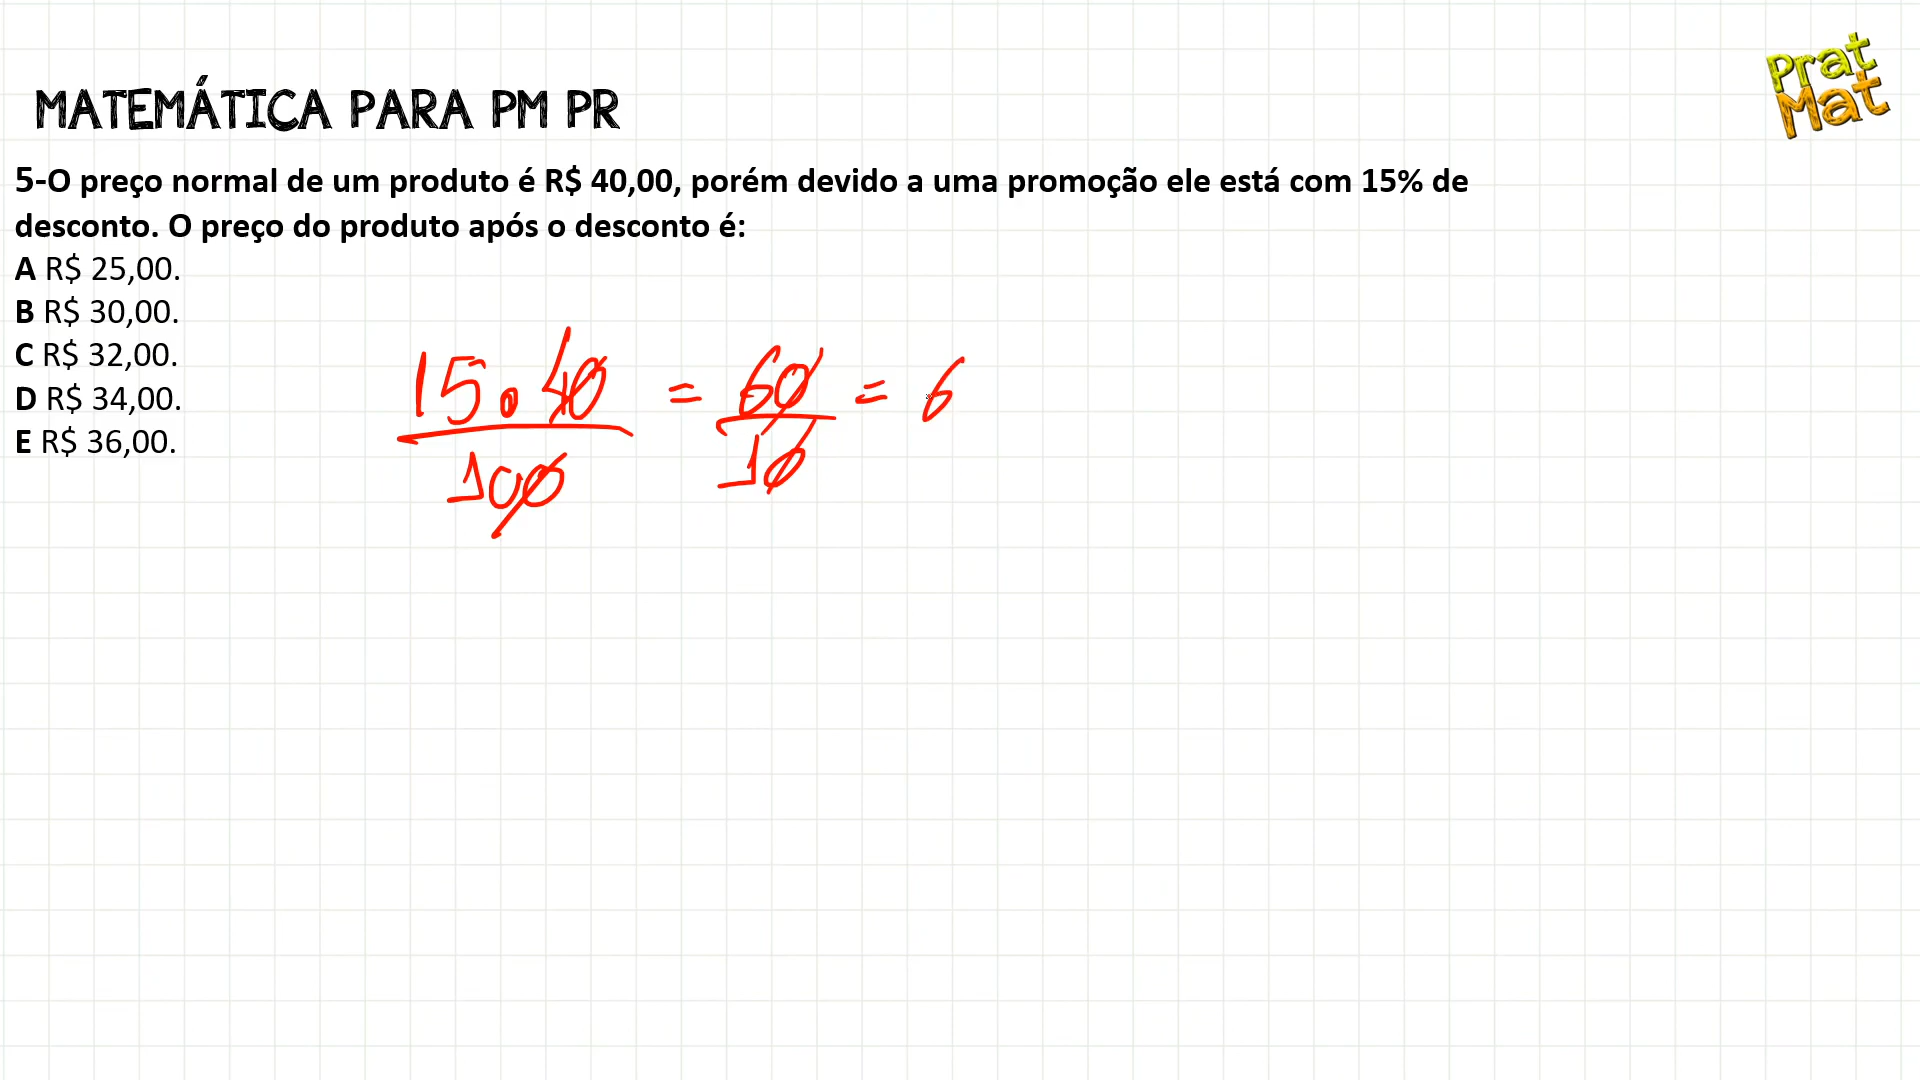 Prat
Mat
MATEMÁTICA PARA PM PR
5-O preço normal de um produto é R$ 40,00, porém devido a uma promoção ele está com 15% de
desconto. O preço do produto após o desconto é:
A R$ 25,00.
B R$ 30,00.
C R$ 32,00.
D R$ 34,00.
E R$ 36,00.
15 . 40 = 60 = 6
100 10